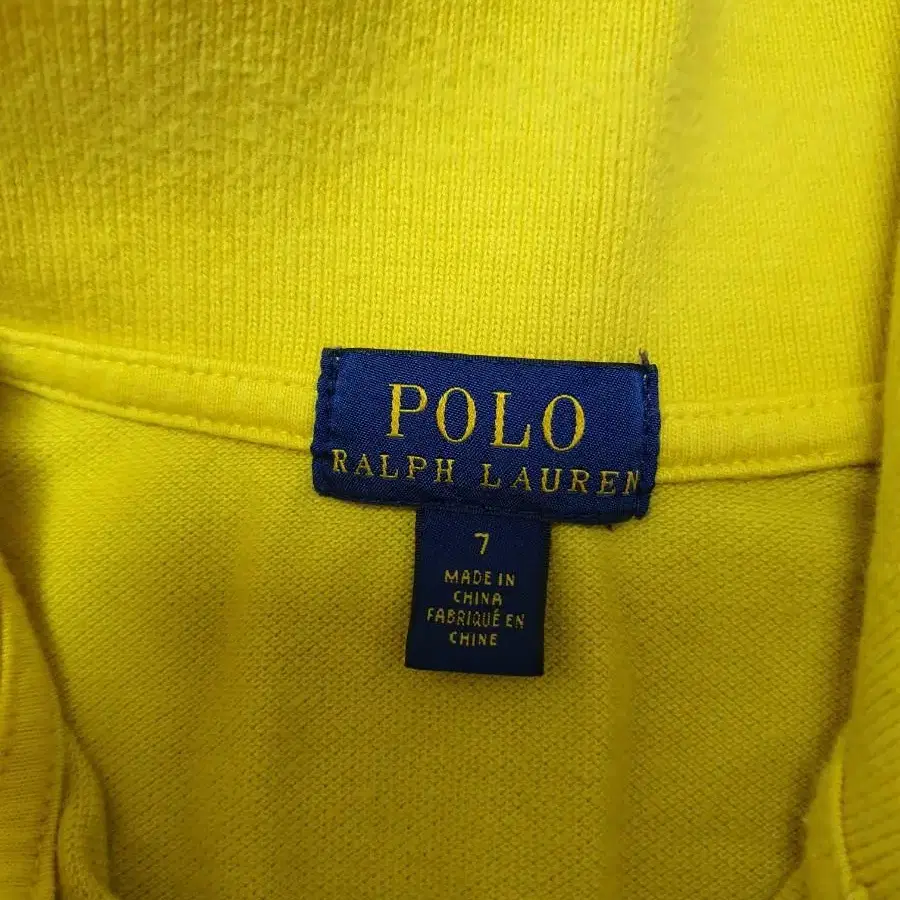 POLO
RALPH LAUREN
7
MADE IN
CHINA
FABRIQUÉ EN
CHINE